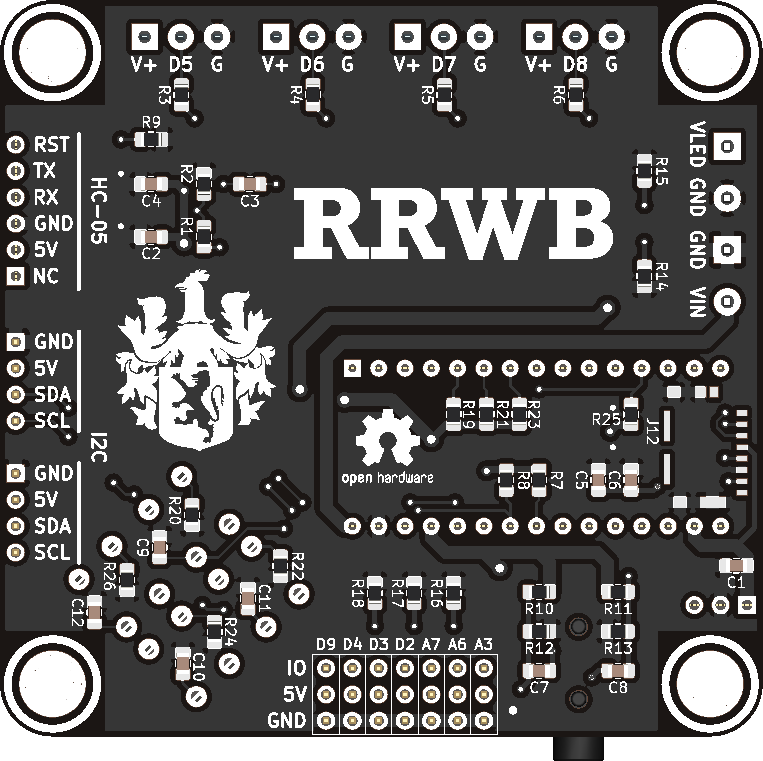 V+ D5 G V+ D6 G V+ D7 G V+ D8 G
R3 R4 R5 R6
R9
RST
TX
RX
GND
5V
NC
HC-05
R2
C4 C3
R1
C2
RRWB
R15
R14
VLED GND GND VIN
GND
5V
SDA
SCL
I2C
GND
5V
SDA
SCL
open hardware
R19 R21 R23
R25
J12
R8 R7
C5 C6
R20
C9
R26
R22
C12
C11
R24
C10
R18 R17 R16
R10 R11
R12 R13
C7 C8
C1
D9 D4 D3 D2 A7 A6 A3
IO
5V
GND